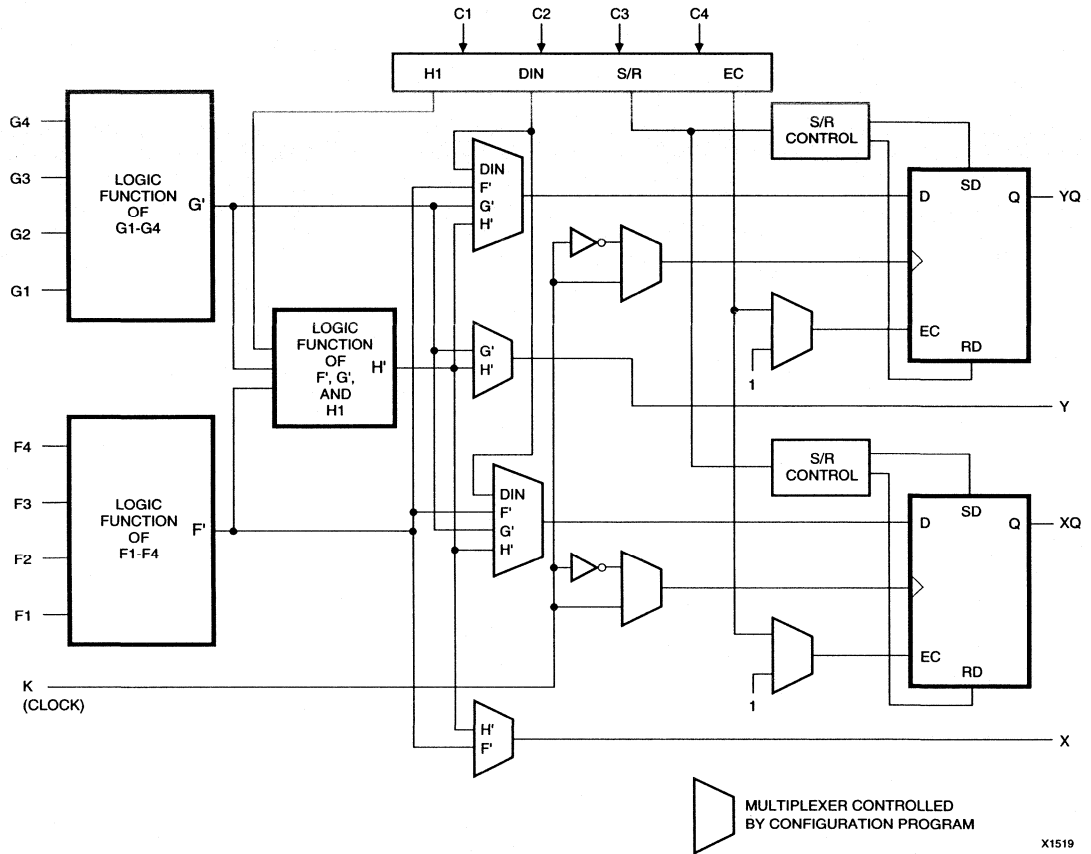 C1
C2
C3
C4
H1
DIN
S/R
EC
G4
G3
G2
G1
LOGIC
FUNCTION
OF
G1-G4
G'
DIN
F'
G'
H'
S/R
CONTROL
SD
D
Q
EC
RD
YQ
1
LOGIC
FUNCTION
OF
F', G',
AND
H1
H'
G'
H'
Y
F4
F3
F2
F1
LOGIC
FUNCTION
OF
F1-F4
F'
DIN
F'
G'
H'
S/R
CONTROL
SD
D
Q
EC
RD
XQ
1
K
(CLOCK)
H'
F'
X
MULTIPLEXER CONTROLLED
BY CONFIGURATION PROGRAM
X1519